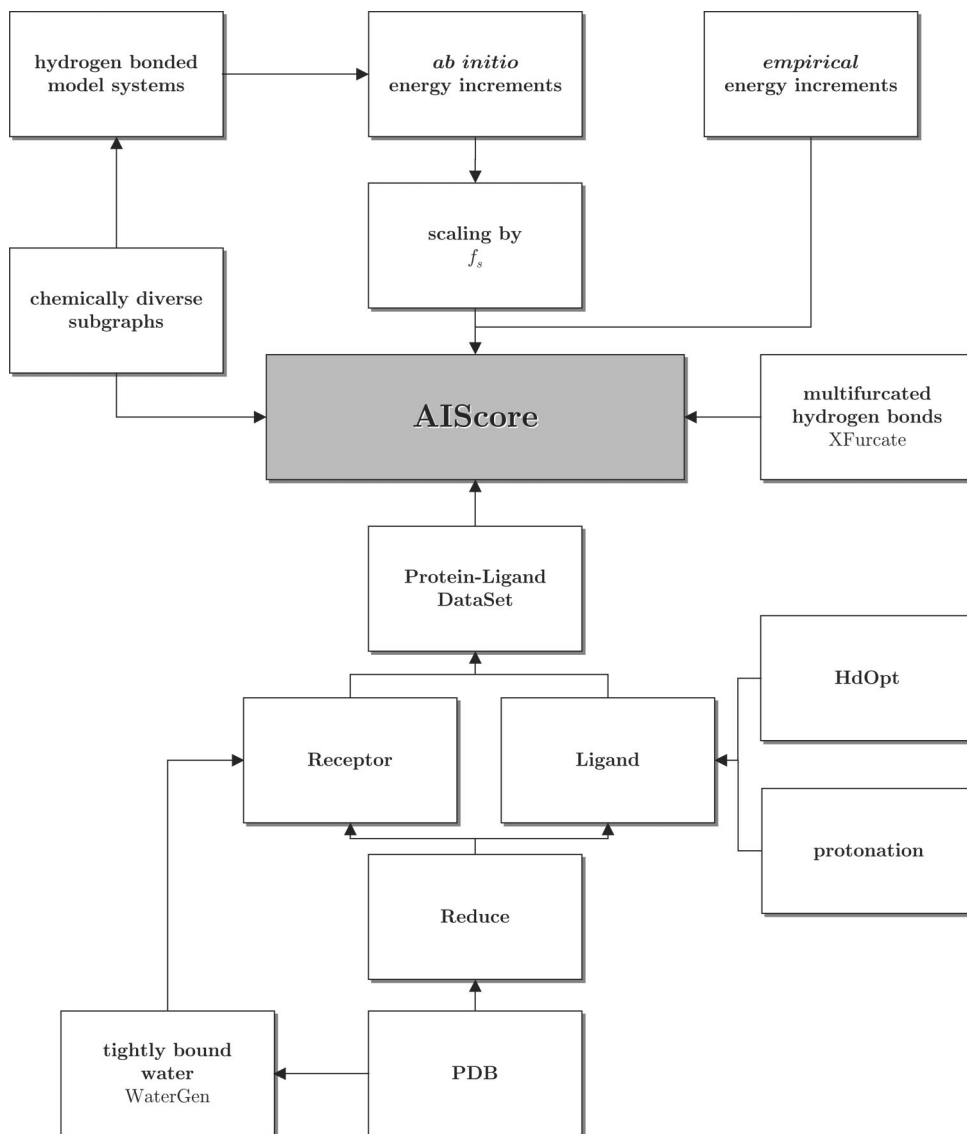 hydrogen bonded
model systems
ab initio
energy increments
empirical
energy increments
scaling by
fs
chemically diverse
subgraphs
AIScore
multifurcated
hydrogen bonds
XFurcate
Protein-Ligand
DataSet
HdOpt
Receptor
Ligand
protonation
Reduce
tightly bound
water
WaterGen
PDB